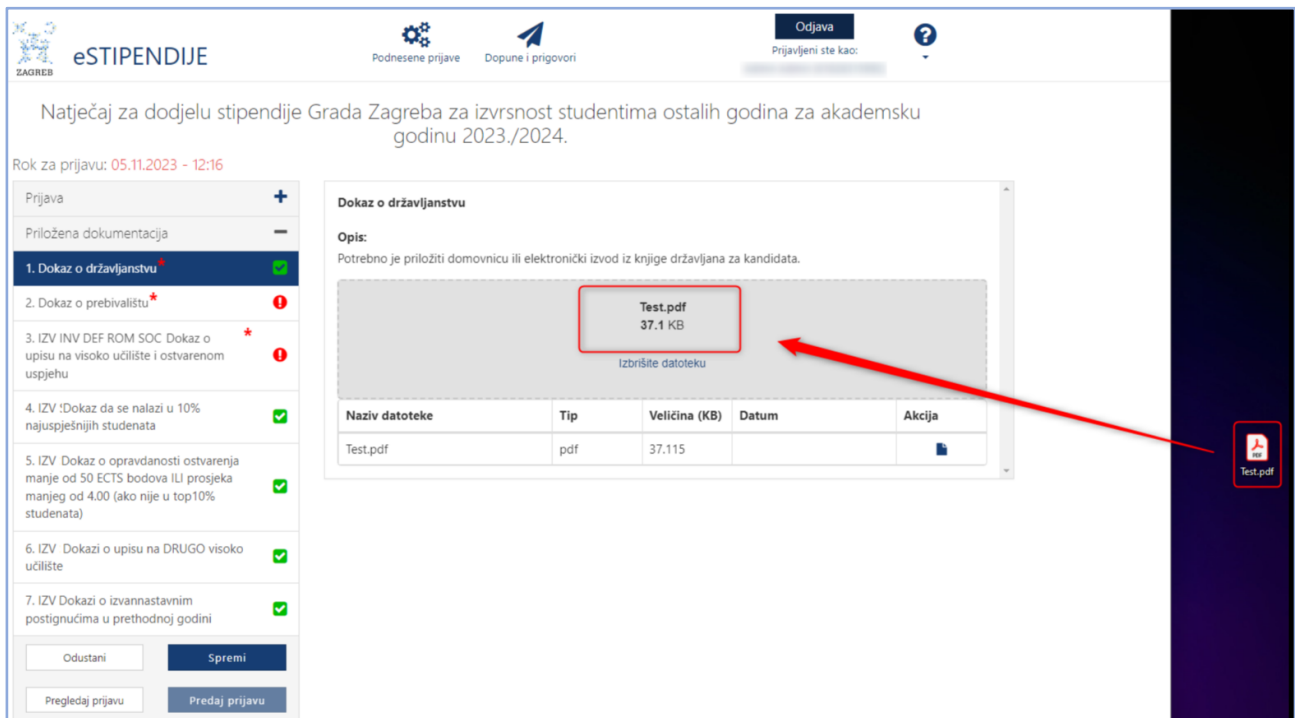 ZAGREB
eSTIPENDIJE
Podnesene prijave
Dopune i prigovori
Odjava
Prijavljeni ste kao:
Natječaj za dodjelu stipendije Grada Zagreba za izvrsnost studentima ostalih godina za akademsku
godinu 2023./2024.
Rok za prijavu: 05.11.2023 - 12:16
Prijava
Priložena dokumentacija
1. Dokaz o državljanstvu*
2. Dokaz o prebivalištu*
3. IZV INV DEF ROM SOC Dokaz o *
upisu na visoko učilište i ostvarenom
uspjehu
4. IZV :Dokaz da se nalazi u 10%
najuspješnijih studenata
5. IZV Dokaz o opravdanosti ostvarenja
manje od 50 ECTS bodova ILI prosjeka
manjeg od 4.00 (ako nije u top10%
studenata)
6. IZV Dokazi o upisu na DRUGO visoko
učilište
7. IZV Dokazi o izvannastavnim
postignućima u prethodnoj godini
Odustani
Spremi
Pregledaj prijavu
Predaj prijavu
Dokaz o državljanstvu
Opis:
Potrebno je priložiti domovnicu ili elektronički izvod iz knjige državljana za kandidata.
Test.pdf
37.1 KB
Izbrišite datoteku
Naziv datoteke Tip Veličina (KB) Datum Akcija
Test.pdf pdf 37.115
PDF
Test.pdf